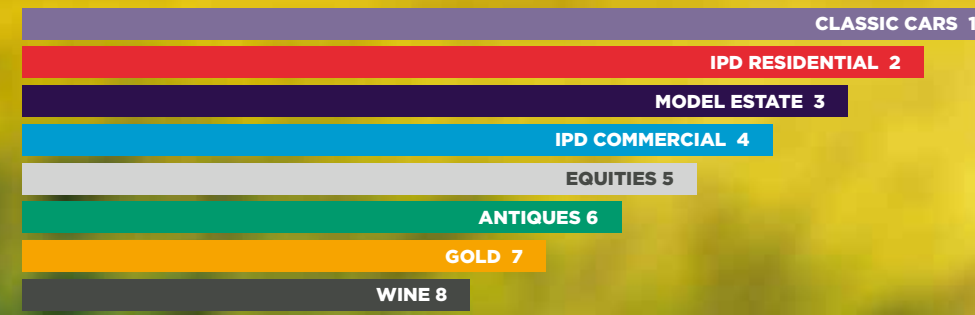 CLASSIC CARS 1
IPD RESIDENTIAL 2
MODEL ESTATE 3
IPD COMMERCIAL 4
EQUITIES 5
ANTIQUES 6
GOLD 7
WINE 8